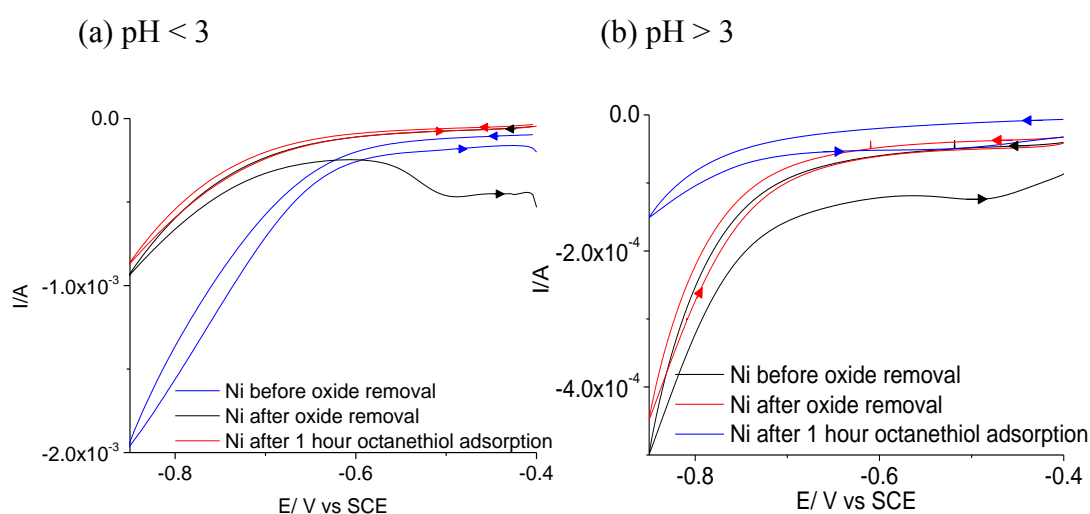 (a) pH < 3
(b) pH > 3
0.0
-1.0x10-3
-2.0x10-3
I/A
-0.8
-0.6
-0.4
E/ V vs SCE
Ni before oxide removal
Ni after oxide removal
Ni after 1 hour octanethiol adsorption
0.0
-2.0x10-4
-4.0x10-4
I/A
-0.8
-0.6
-0.4
E/ V vs SCE
Ni before oxide removal
Ni after oxide removal
Ni after 1 hour octanethiol adsorption